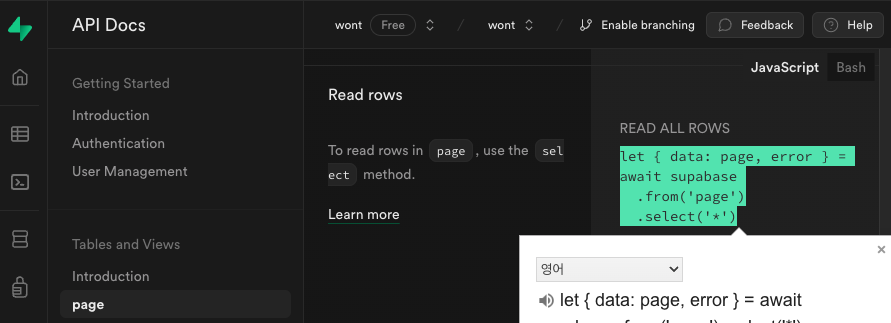 API Docs
wont Free / wont / Enable branching Feedback Help
Getting Started
Introduction
Authentication
User Management
Tables and Views
Introduction
page
Read rows
To read rows in page , use the sel
ect method.
Learn more
JavaScript Bash
READ ALL ROWS
let { data: page, error } =
await supabase
.from('page')
.select('*')
×
영어
let { data: page, error } = await